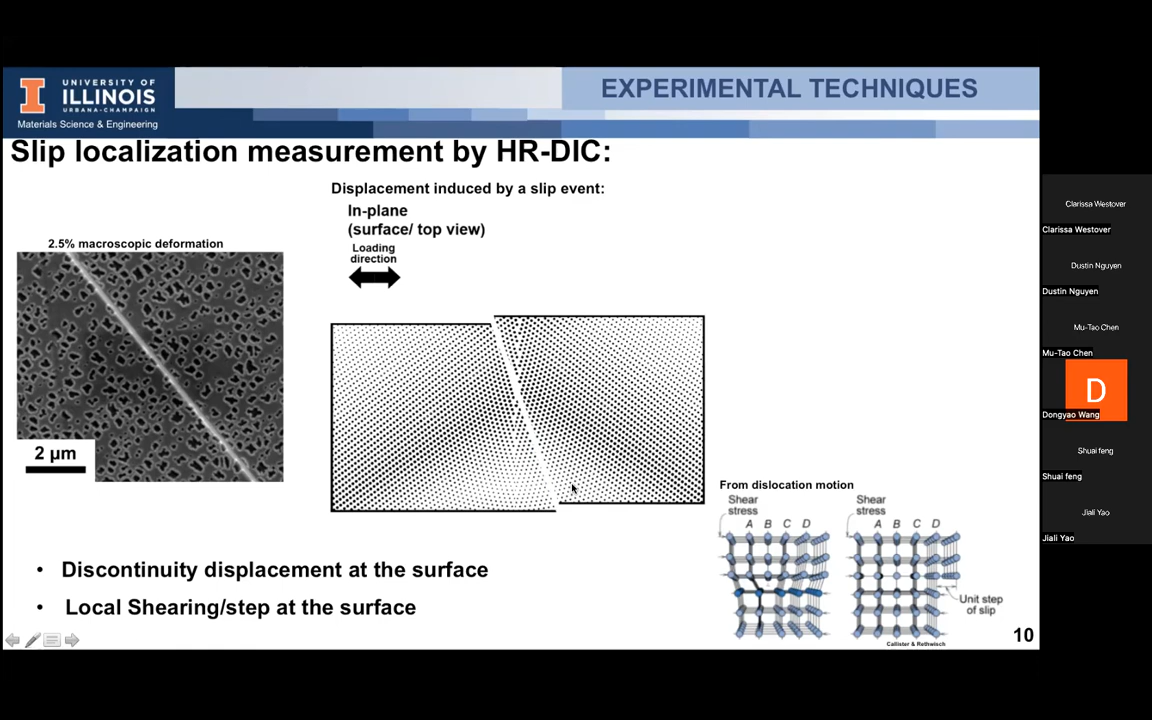 UNIVERSITY OF
ILLINOIS
URBANA-CHAMPAIGN
Materials Science & Engineering
EXPERIMENTAL TECHNIQUES
Slip localization measurement by HR-DIC:
Displacement induced by a slip event:
In-plane
(surface/ top view)
Loading
direction
2.5% macroscopic deformation
2 µm
From dislocation motion
Shear
stress
A B C D
Shear
stress
A B C D
Unit step
of slip
Callister & Rethwisch
• Discontinuity displacement at the surface
• Local Shearing/step at the surface
10
Clarissa Westover
Clarissa Westover
Dustin Nguyen
Dustin Nguyen
Mu-Tao Chen
Mu-Tao Chen
D
Dongyao Wang
Shuai feng
Shuai feng
Jiali Yao
Jiali Yao